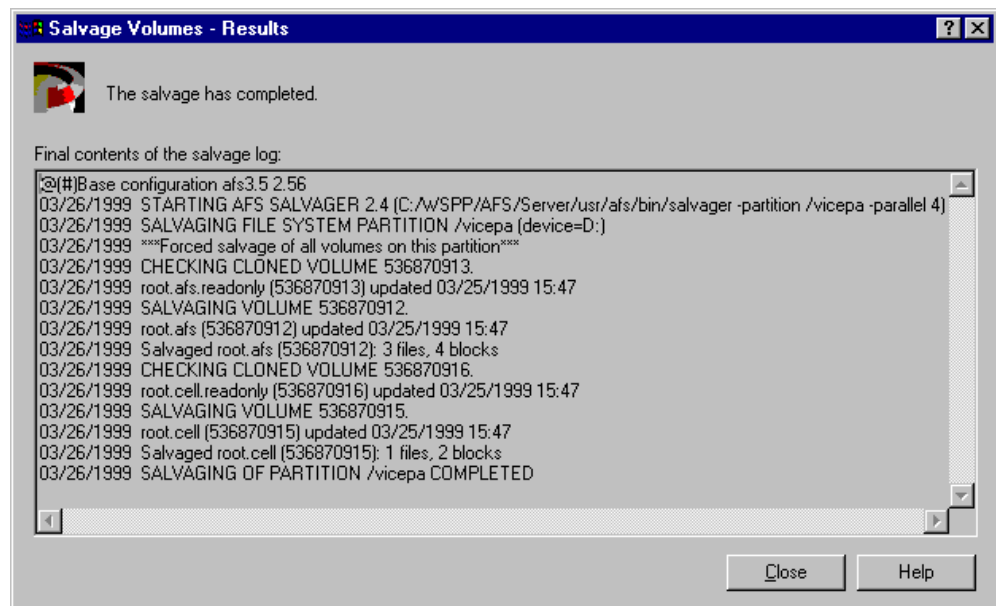 Salvage Volumes - Results
The salvage has completed.
Final contents of the salvage log:
@(#)Base configuration afs3.5 2.56
03/26/1999 STARTING AFS SALVAGER 2.4 (C:/WSPP/AFS/Server/usr/afs/bin/salvager -partition /vicepa -parallel 4)
03/26/1999 SALVAGING FILE SYSTEM PARTITION /vicepa (device=D:)
03/26/1999 ***Forced salvage of all volumes on this partition***
03/26/1999 CHECKING CLONED VOLUME 536870913.
03/26/1999 root.afs.readonly (536870913) updated 03/25/1999 15:47
03/26/1999 SALVAGING VOLUME 536870912.
03/26/1999 root.afs (536870912) updated 03/25/1999 15:47
03/26/1999 Salvaged root.afs (536870912): 3 files, 4 blocks
03/26/1999 CHECKING CLONED VOLUME 536870916.
03/26/1999 root.cell.readonly (536870916) updated 03/25/1999 15:47
03/26/1999 SALVAGING VOLUME 536870915.
03/26/1999 root.cell (536870915) updated 03/25/1999 15:47
03/26/1999 Salvaged root.cell (536870915): 1 files, 2 blocks
03/26/1999 SALVAGING OF PARTITION /vicepa COMPLETED
Close Help